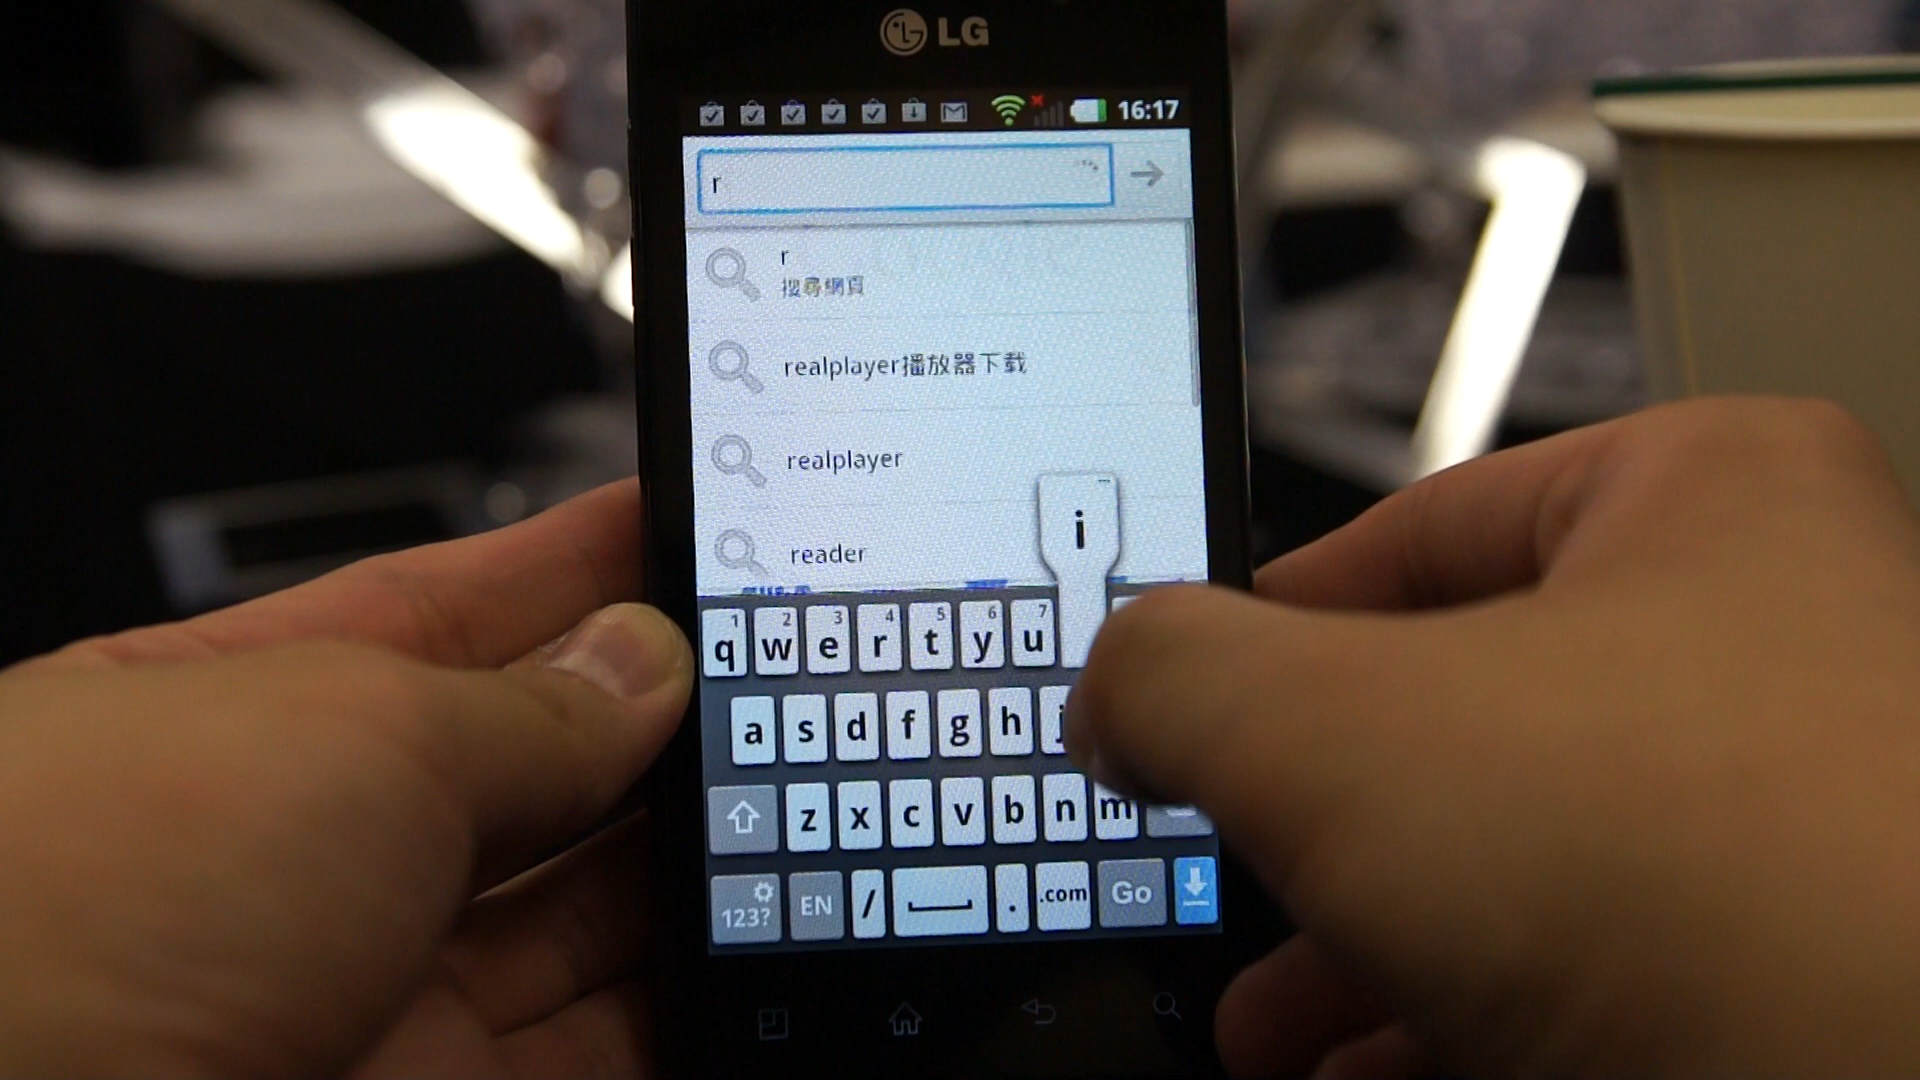 LG
16:17
r
r
搜尋網頁
realplayer播放器下载
realplayer
reader
i
1 2 3 4 5 6 7
q w e r t y u
a s d f g h j
z x c v b n m
123? EN / . .com Go